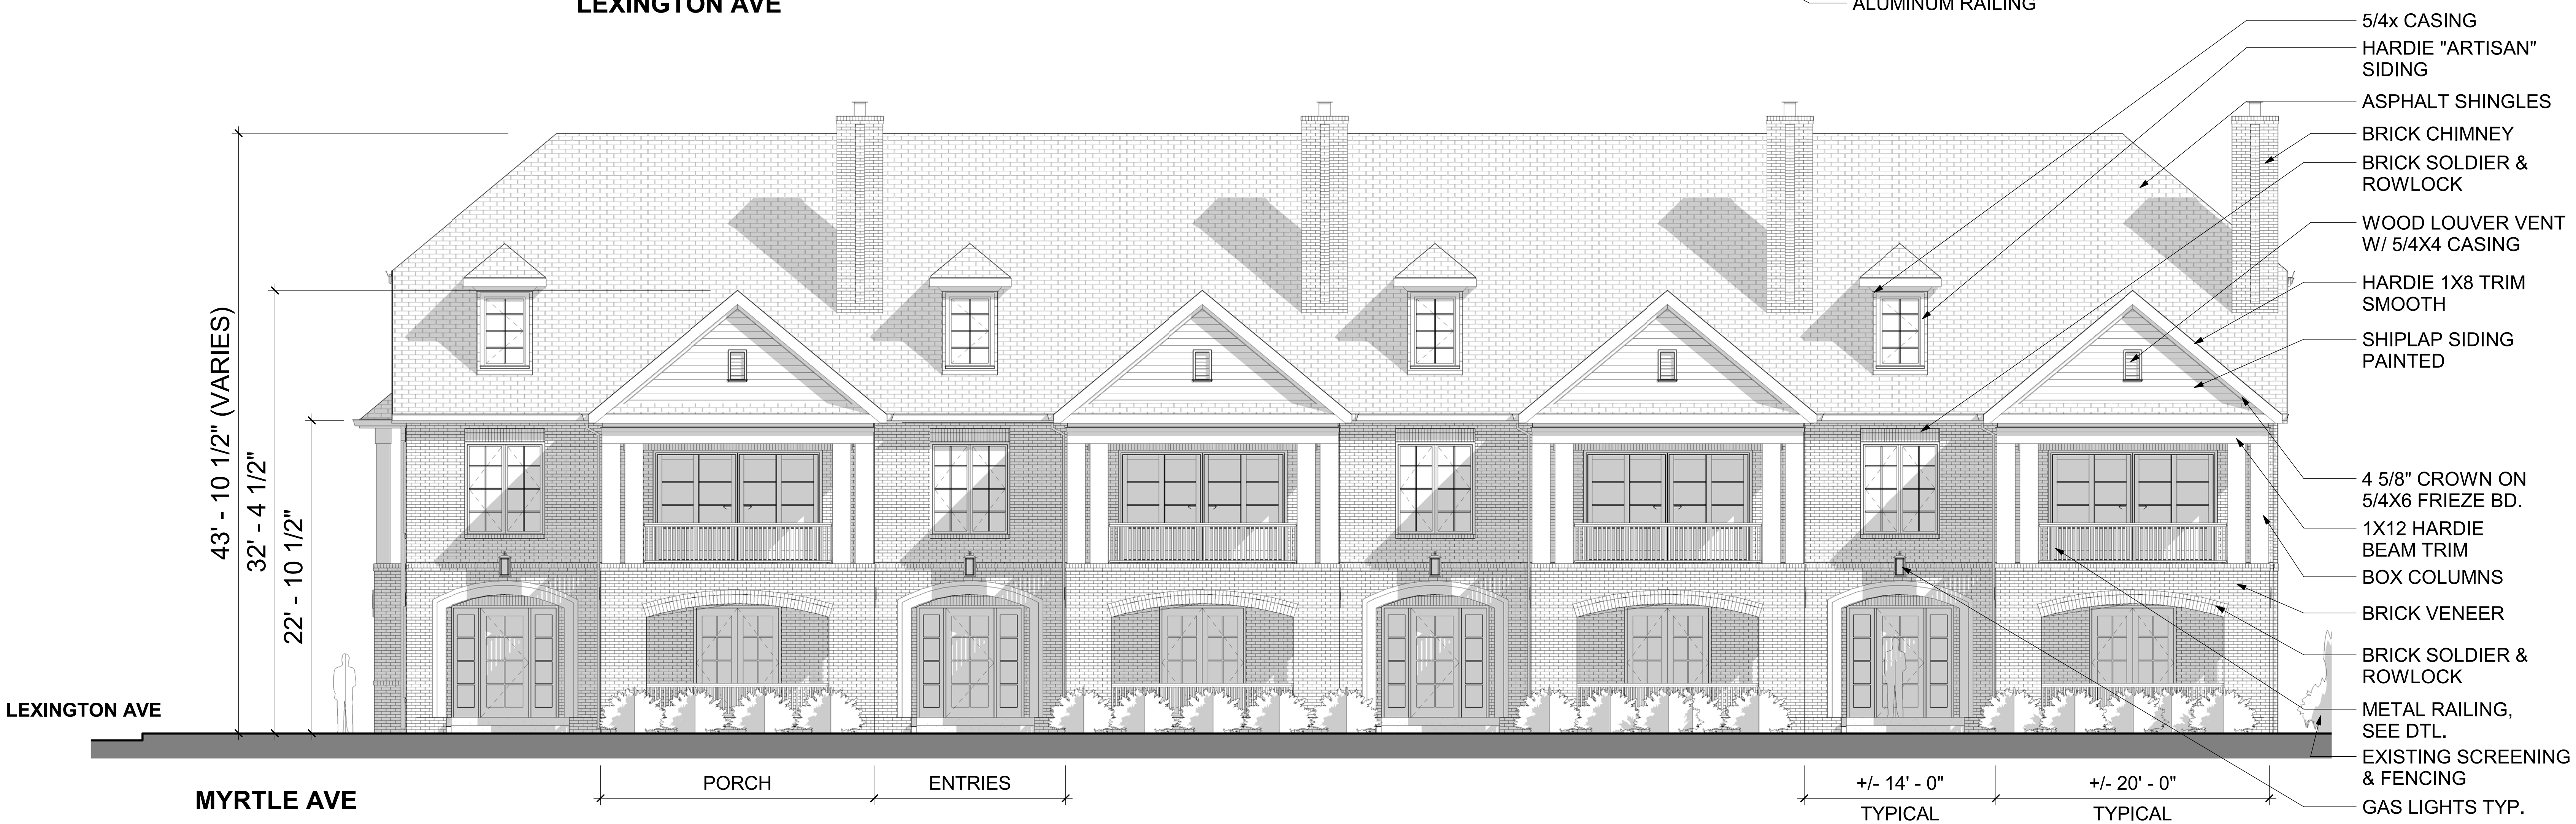 LEXINGTON AVE
ALUMINUM RAILING
5/4x CASING
HARDIE "ARTISAN"
SIDING
ASPHALT SHINGLES
BRICK CHIMNEY
BRICK SOLDIER &
ROWLOCK
WOOD LOUVER VENT
W/ 5/4X4 CASING
HARDIE 1X8 TRIM
SMOOTH
SHIPLAP SIDING
PAINTED
4 5/8" CROWN ON
5/4X6 FRIEZE BD.
1X12 HARDIE
BEAM TRIM
BOX COLUMNS
BRICK VENEER
BRICK SOLDIER &
ROWLOCK
METAL RAILING,
SEE DTL.
EXISTING SCREENING
& FENCING
GAS LIGHTS TYP.
43' - 10 1/2" (VARIES)
32' - 4 1/2"
22' - 10 1/2"
LEXINGTON AVE
PORCH
ENTRIES
+/- 14' - 0"
TYPICAL
+/- 20' - 0"
TYPICAL
MYRTLE AVE